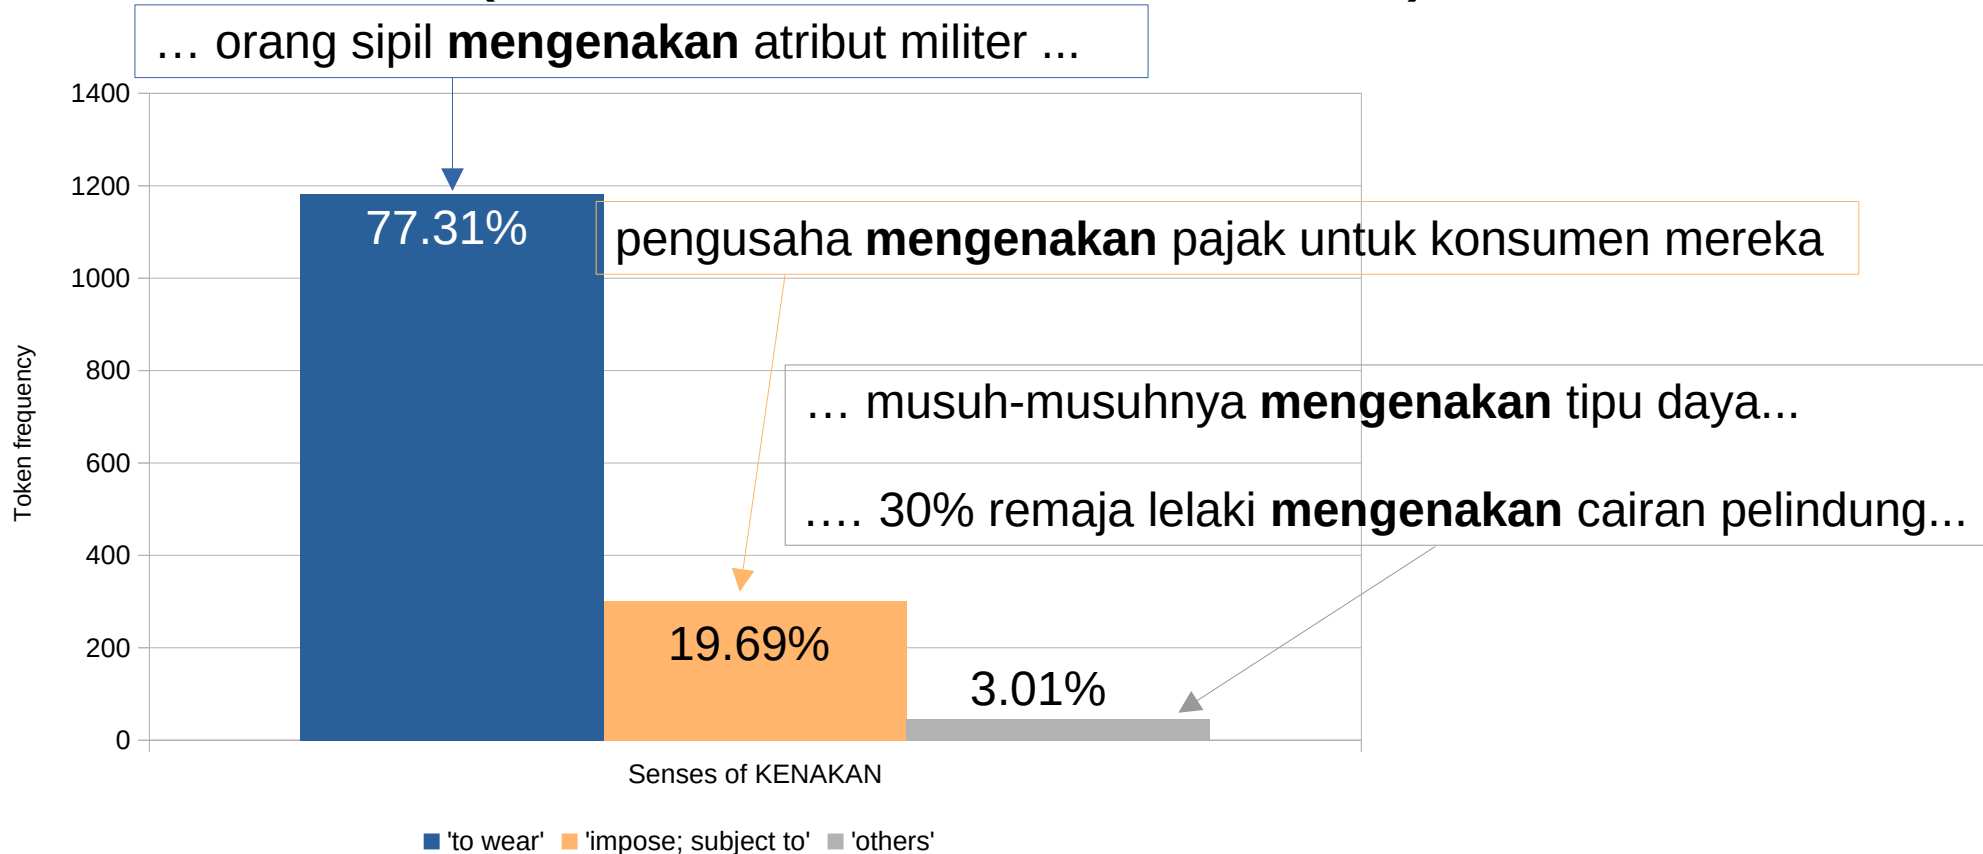 … orang sipil mengenakan atribut militer ...
1400
1200
77.31%
pengusaha mengenakan pajak untuk konsumen mereka
1000
800
… musuh-musuhnya mengenakan tipu daya...
600
…. 30% remaja lelaki mengenakan cairan pelindung...
400
19.69%
200
3.01%
0
Token frequency
Senses of KENAKAN
'to wear' 'impose; subject to' 'others'